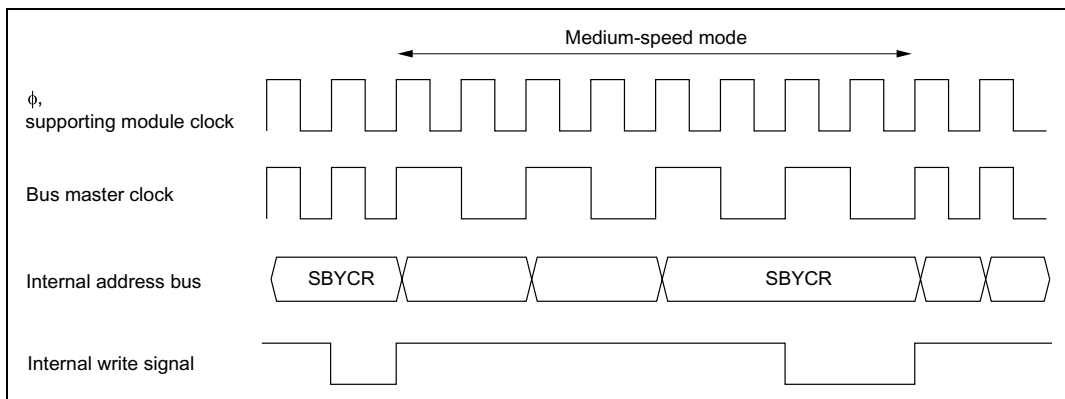 Medium-speed mode
ϕ,
supporting module clock
Bus master clock
Internal address bus
SBYCR
SBYCR
Internal write signal